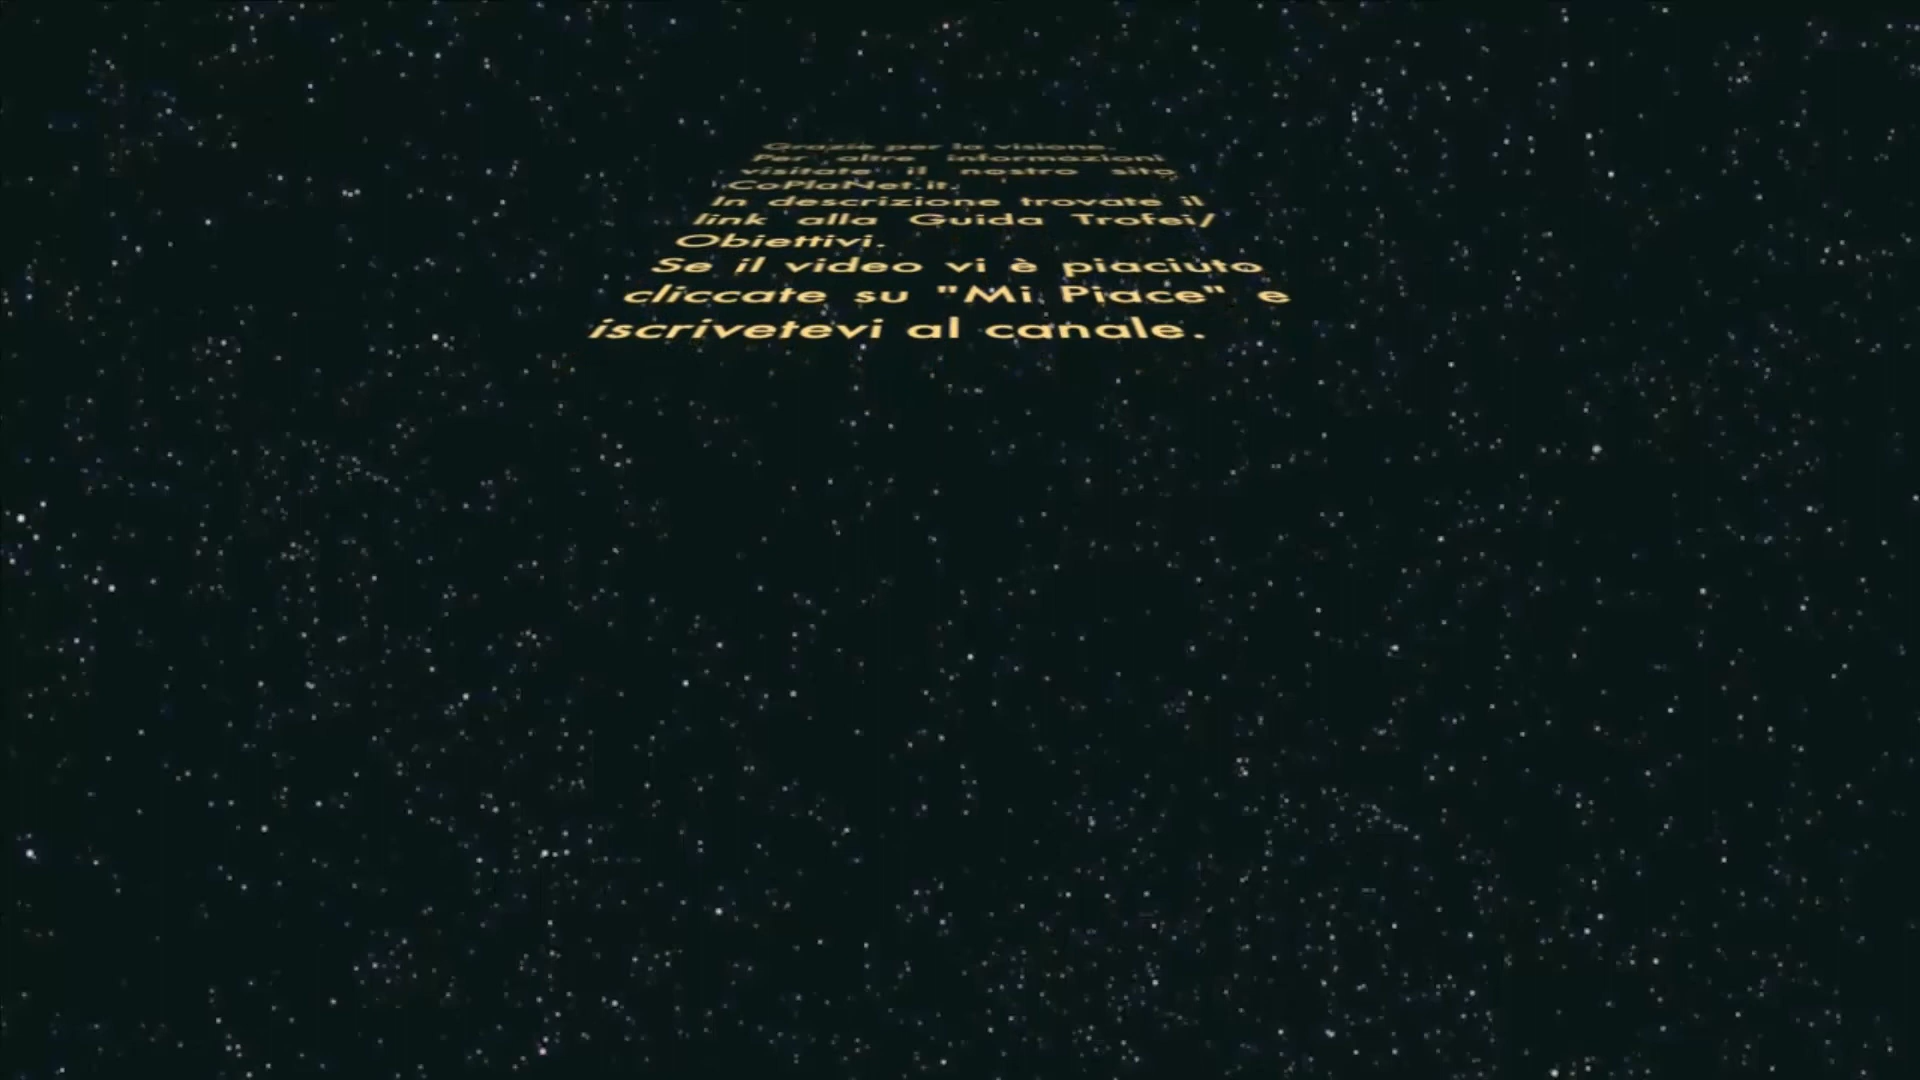 Grazie per la visione.
Per altre informazioni
visitate il nostro sito
CoPlaNet.it.
In descrizione trovate il
link alla Guida Trofei/
Obiettivi.
Se il video vi è piaciuto
cliccate su "Mi Piace" e
iscrivetevi al canale.